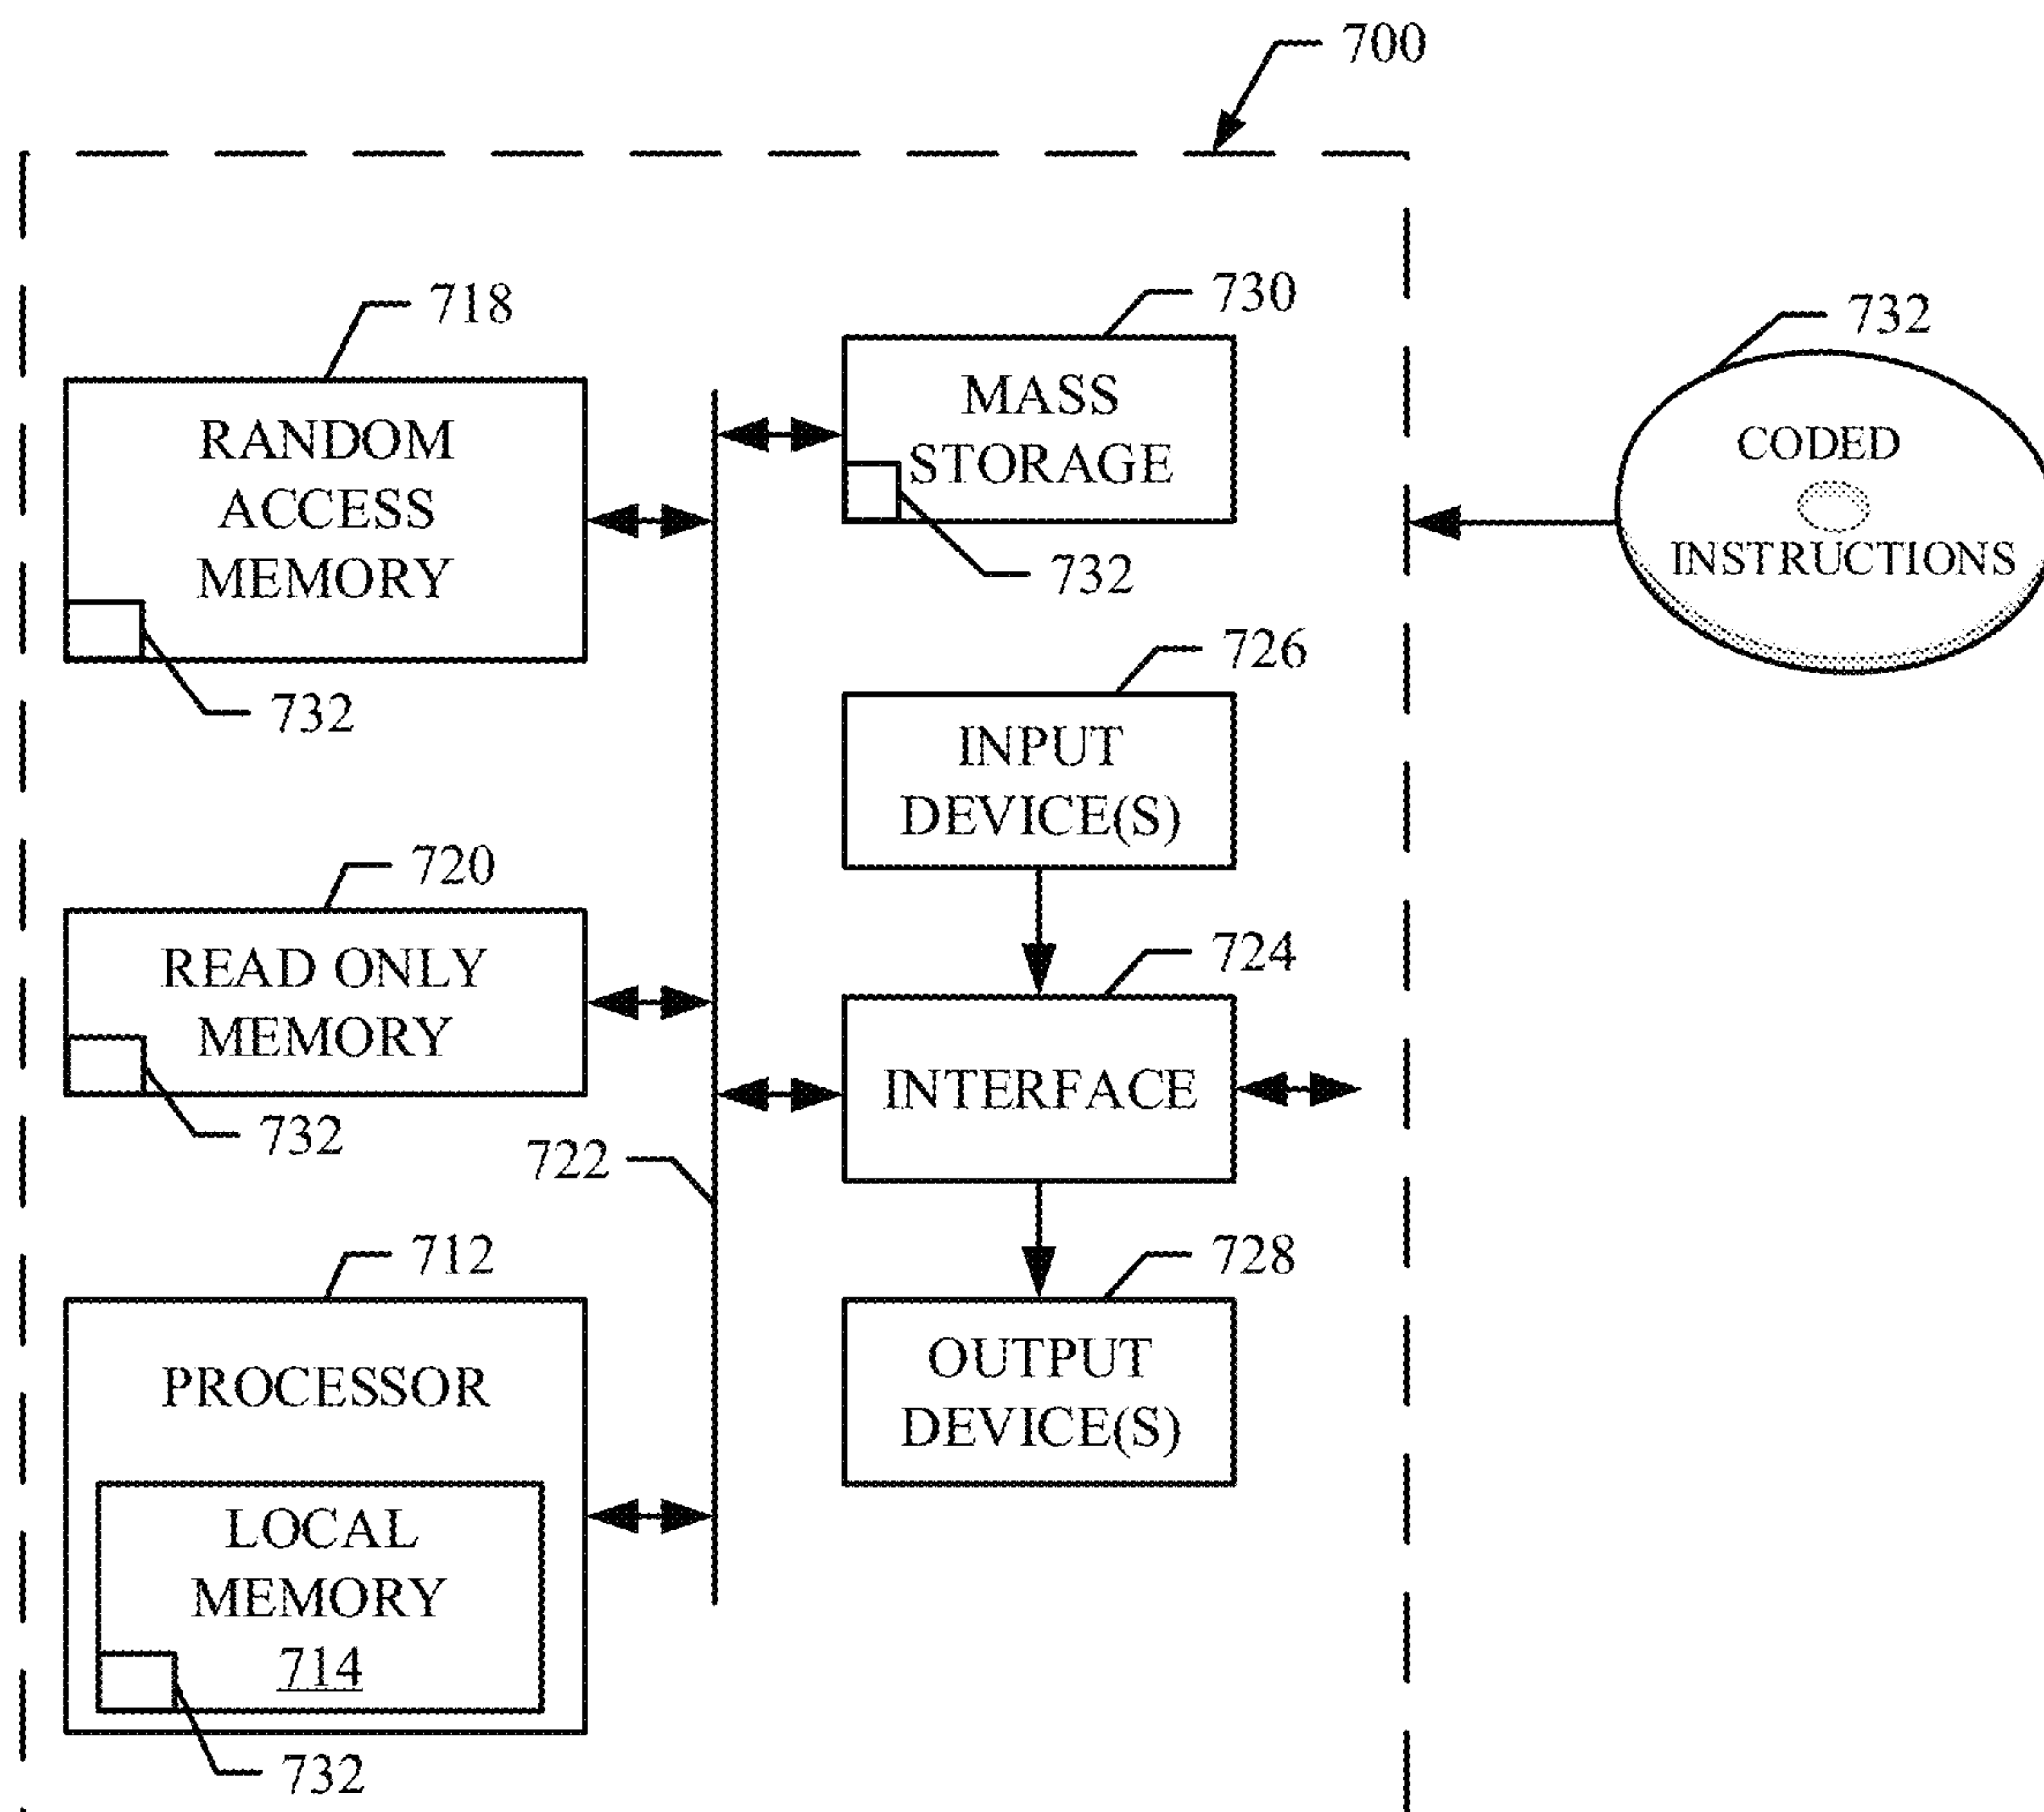 700
718
RANDOM
ACCESS
MEMORY
732
730
MASS
STORAGE
732
732
CODED
INSTRUCTIONS
726
INPUT
DEVICE(S)
720
READ ONLY
MEMORY
732
724
INTERFACE
722
712
PROCESSOR
LOCAL
MEMORY
714
732
728
OUTPUT
DEVICE(S)